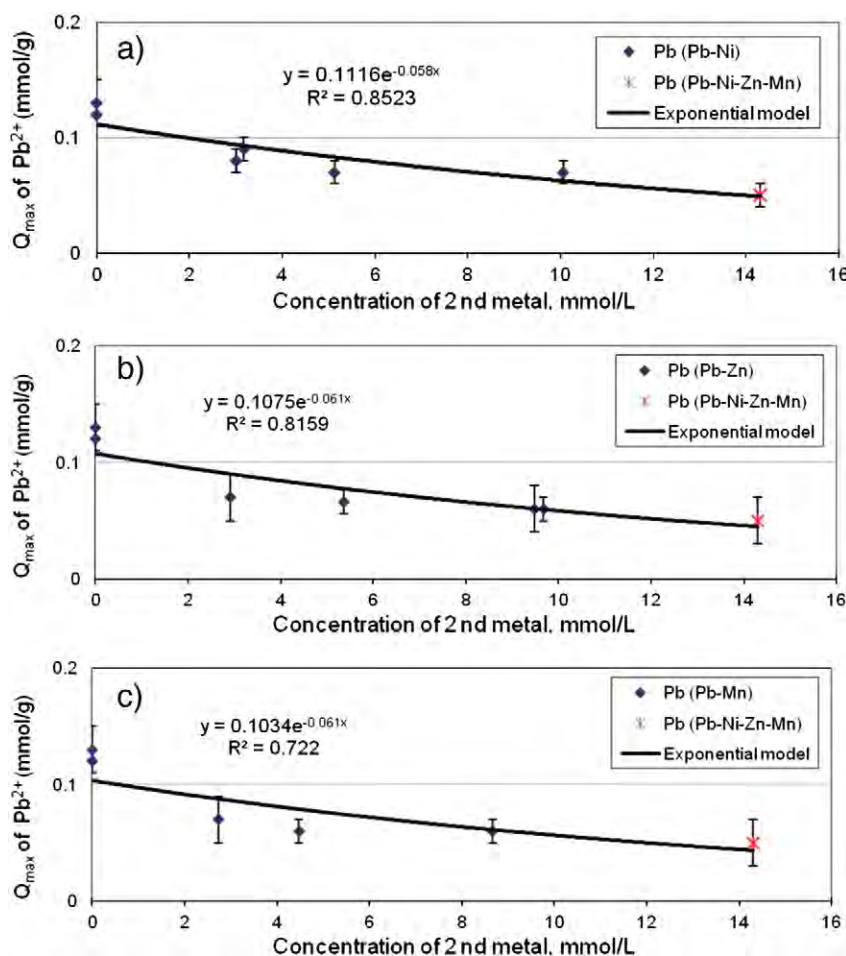 a)
0.2
0.1
0
Q_max of Pb²⁺ (mmol/g)
y = 0.1116e^-0.058x
R² = 0.8523
Pb (Pb-Ni)
Pb (Pb-Ni-Zn-Mn)
Exponential model
0 2 4 6 8 10 12 14 16
Concentration of 2 nd metal, mmol/L
b)
0.2
0.1
0
Q_max of Pb²⁺ (mmol/g)
y = 0.1075e^-0.061x
R² = 0.8159
Pb (Pb-Zn)
Pb (Pb-Ni-Zn-Mn)
Exponential model
0 2 4 6 8 10 12 14 16
Concentration of 2 nd metal, mmol/L
c)
0.2
0.1
0
Q_max of Pb²⁺ (mmol/g)
y = 0.1034e^-0.061x
R² = 0.722
Pb (Pb-Mn)
Pb (Pb-Ni-Zn-Mn)
Exponential model
0 2 4 6 8 10 12 14 16
Concentration of 2 nd metal, mmol/L